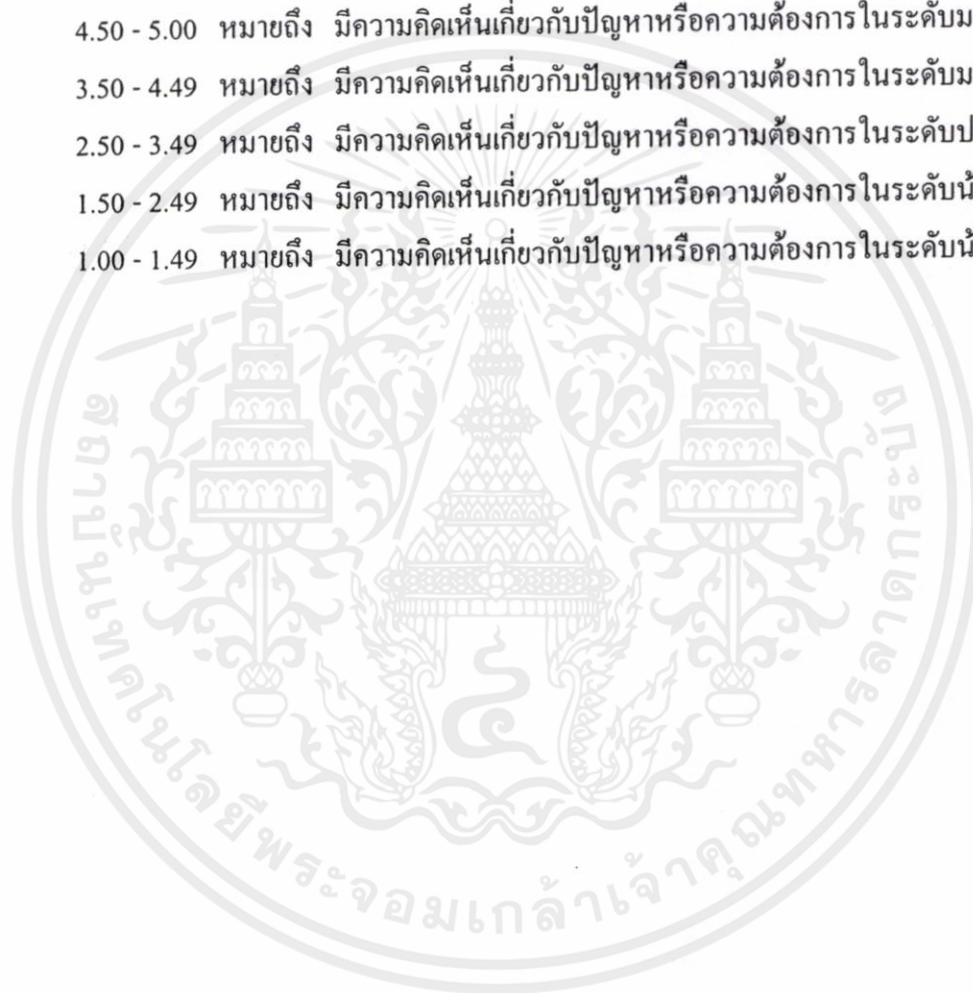 4.50 - 5.00 หมายถึง มีความคิดเห็นเกี่ยวกับปัญหาหรือความต้องการในระดับม
3.50 - 4.49 หมายถึง มีความคิดเห็นเกี่ยวกับปัญหาหรือความต้องการในระดับม
2.50 - 3.49 หมายถึง มีความคิดเห็นเกี่ยวกับปัญหาหรือความต้องการในระดับป
1.50 - 2.49 หมายถึง มีความคิดเห็นเกี่ยวกับปัญหาหรือความต้องการในระดับน้
1.00 - 1.49 หมายถึง มีความคิดเห็นเกี่ยวกับปัญหาหรือความต้องการในระดับน้
สถาบันเทคโนโลยีพระจอมเกล้าเจ้าคุณทหารลาดกระบัง